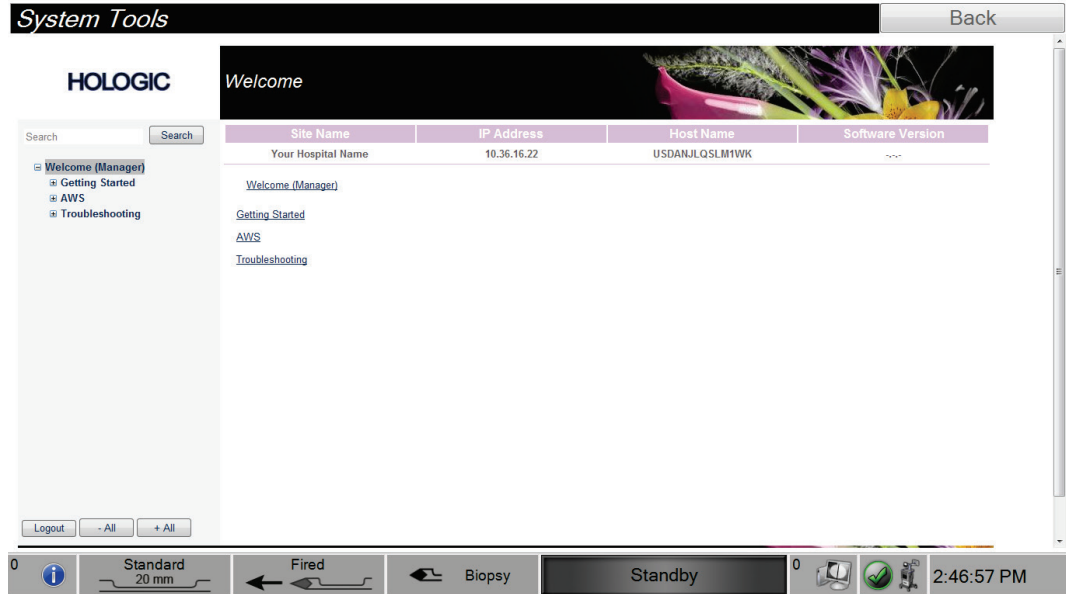 System Tools
Back
HOLOGIC
Welcome
Search
Search
Site Name
IP Address
Host Name
Software Version
Your Hospital Name
10.36.16.22
USDANJLQSLM1WK
-.-.-
Welcome (Manager)
Getting Started
AWS
Troubleshooting
Welcome (Manager)
Getting Started
AWS
Troubleshooting
Logout
- All
+ All
0
Standard
20 mm
Fired
Biopsy
Standby
0
2:46:57 PM